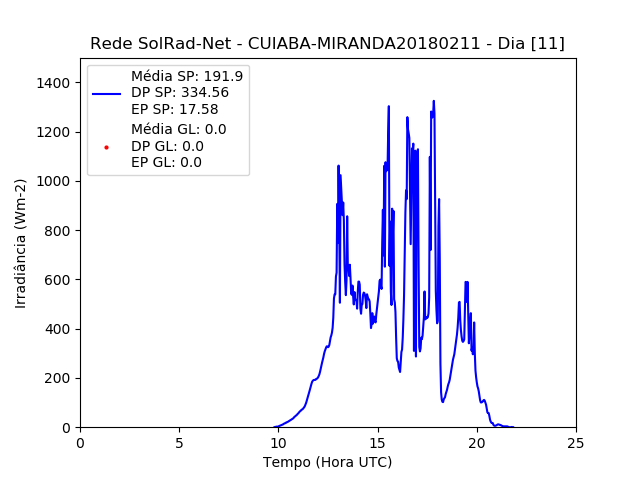 Rede SolRad-Net - CUIABA-MIRANDA20180211 - Dia [11]
Média SP: 191.9
DP SP: 334.56
EP SP: 17.58
Média GL: 0.0
DP GL: 0.0
EP GL: 0.0
Irradiância (Wm-2)
1400
1200
1000
800
600
400
200
0
0 5 10 15 20 25
Tempo (Hora UTC)